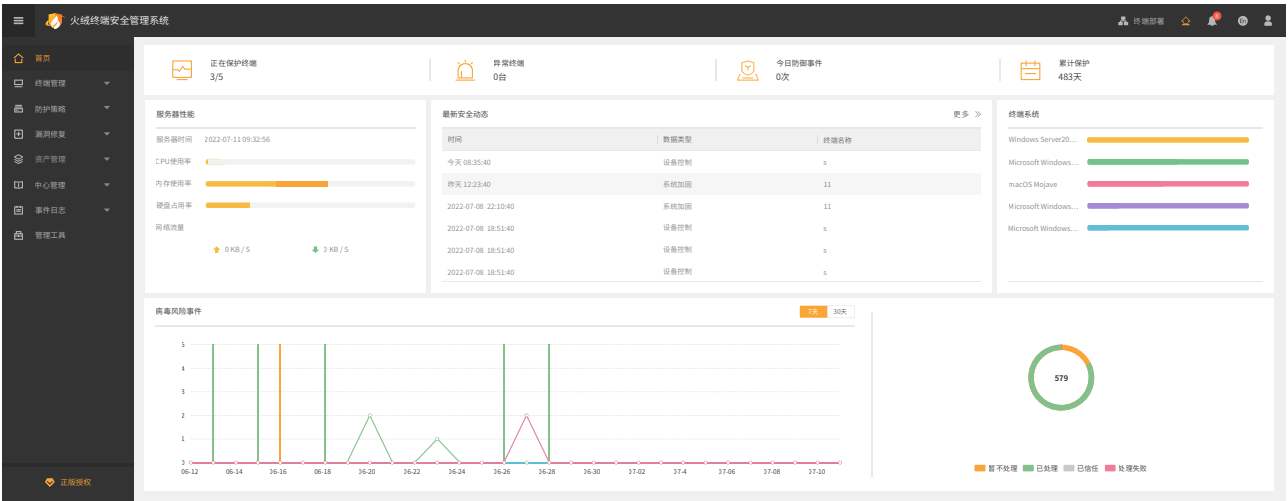 火绒终端安全管理系统
终端部署
En
首页
终端管理
防护策略
漏洞修复
资产管理
中心管理
事件日志
管理工具
正版授权
正在保护终端
3/5
异常终端
0台
今日防御事件
0次
累计保护
483天
服务器性能
服务器时间 2022-07-11 09:32:56
CPU使用率
内存使用率
硬盘占用率
网络流量
0 KB / S 0 KB / S
最新安全动态 更多
时间 数据类型 终端名称
今天 08:35:40 设备控制 s
昨天 12:23:40 系统加固 11
2022-07-08 22:10:40 系统加固 11
2022-07-08 18:51:40 设备控制 s
2022-07-08 18:51:40 设备控制 s
2022-07-08 18:51:40 设备控制 s
终端系统
Windows Server20...
Microsoft Windows...
macOS Mojave
Microsoft Windows...
Microsoft Windows...
病毒风险事件
7天 30天
5
4
3
2
1
0
06-12 06-14 06-16 06-18 06-20 06-22 06-24 06-26 06-28 06-30 07-02 07-4 07-06 07-08 07-10
579
暂不处理 已处理 已信任 处理失败